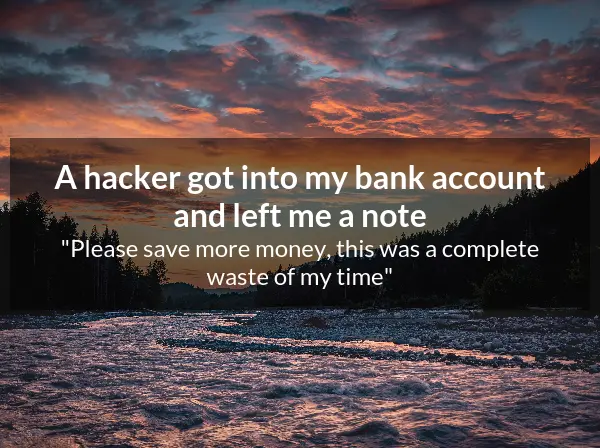 A hacker got into my bank account
and left me a note
"Please save more money, this was a complete
waste of my time"